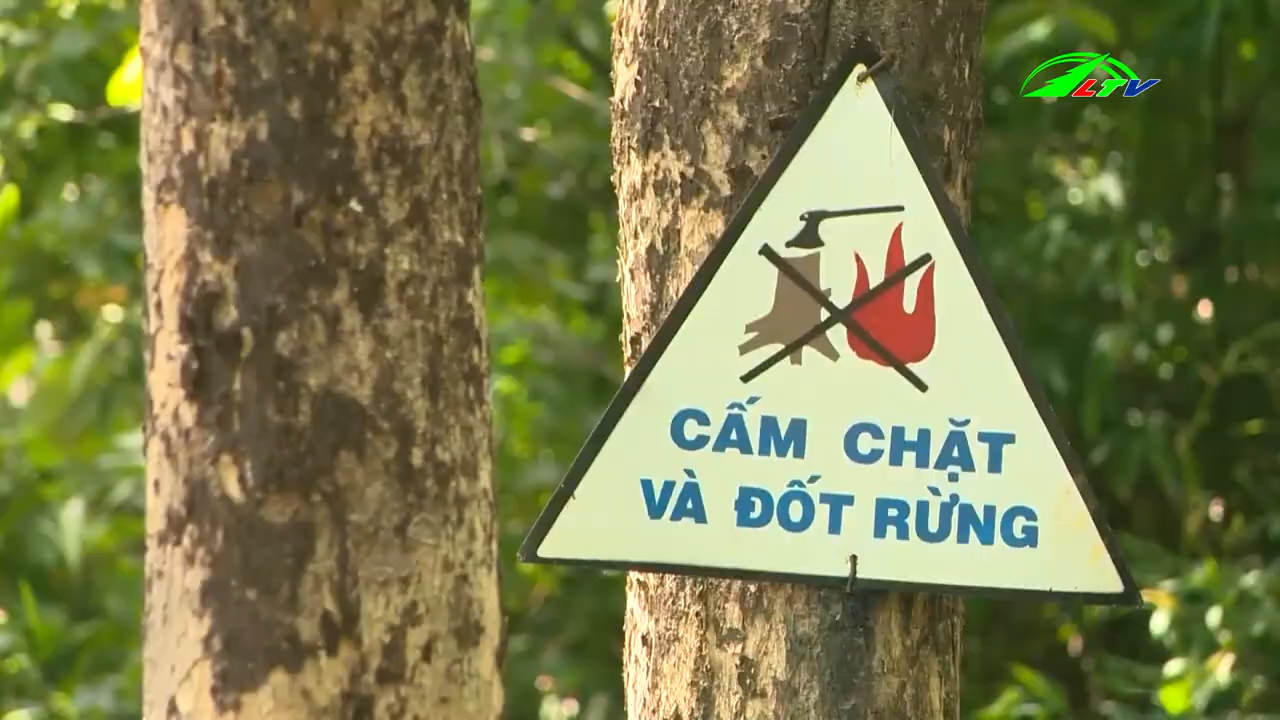 LTV
CẤM CHẶT
VÀ ĐỐT RỪNG